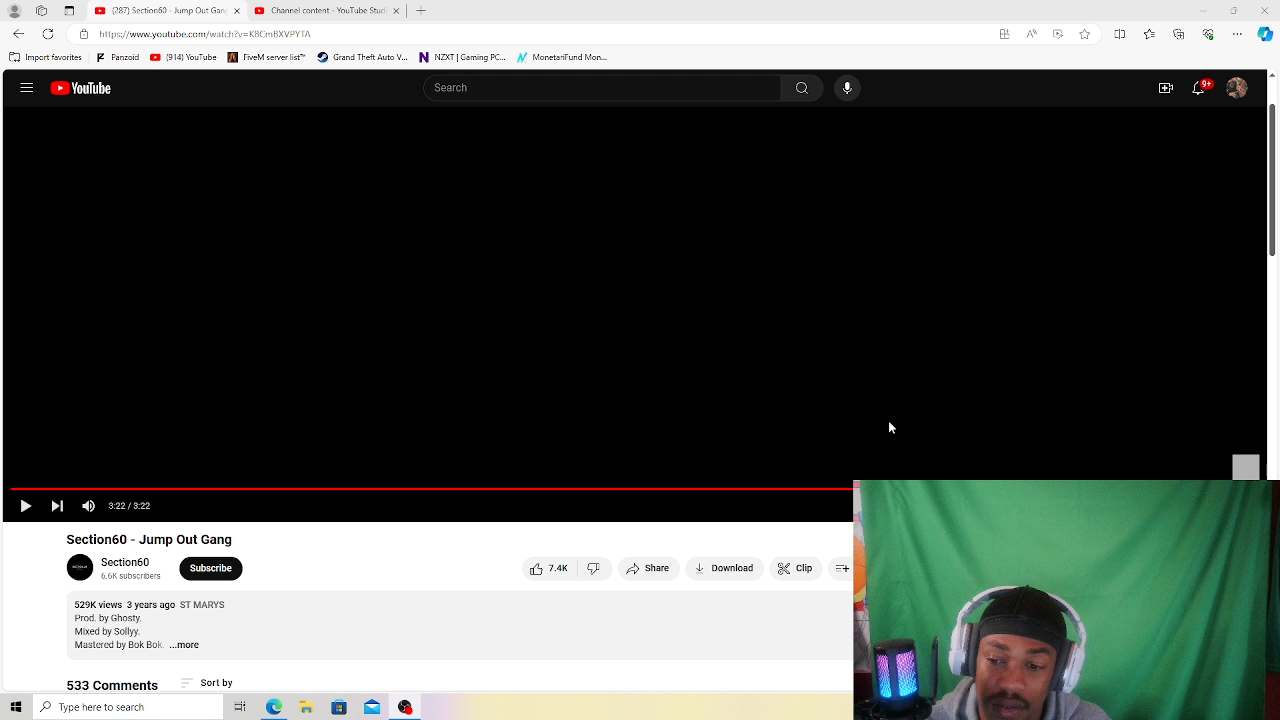 (287) Section60 - Jump Out Gang
Channel content - YouTube Stud
https://www.youtube.com/watch?v=K8CmBXVPYTA
Import favorites
Panzoid
(914) YouTube
FiveM server list"
Grand Theft Auto V...
NZXT | Gaming PC...
MonetariFund Mon...
YouTube
Search
9+
3:22 / 3:22
Section60 - Jump Out Gang
Section60
6.6K subscribers
Subscribe
7.4K
Share
Download
Clip
529K views 3 years ago ST MARYS
Prod. by Ghosty.
Mixed by Sollyy.
Mastered by Bok Bok. ...more
533 Comments
Sort by
Type here to search